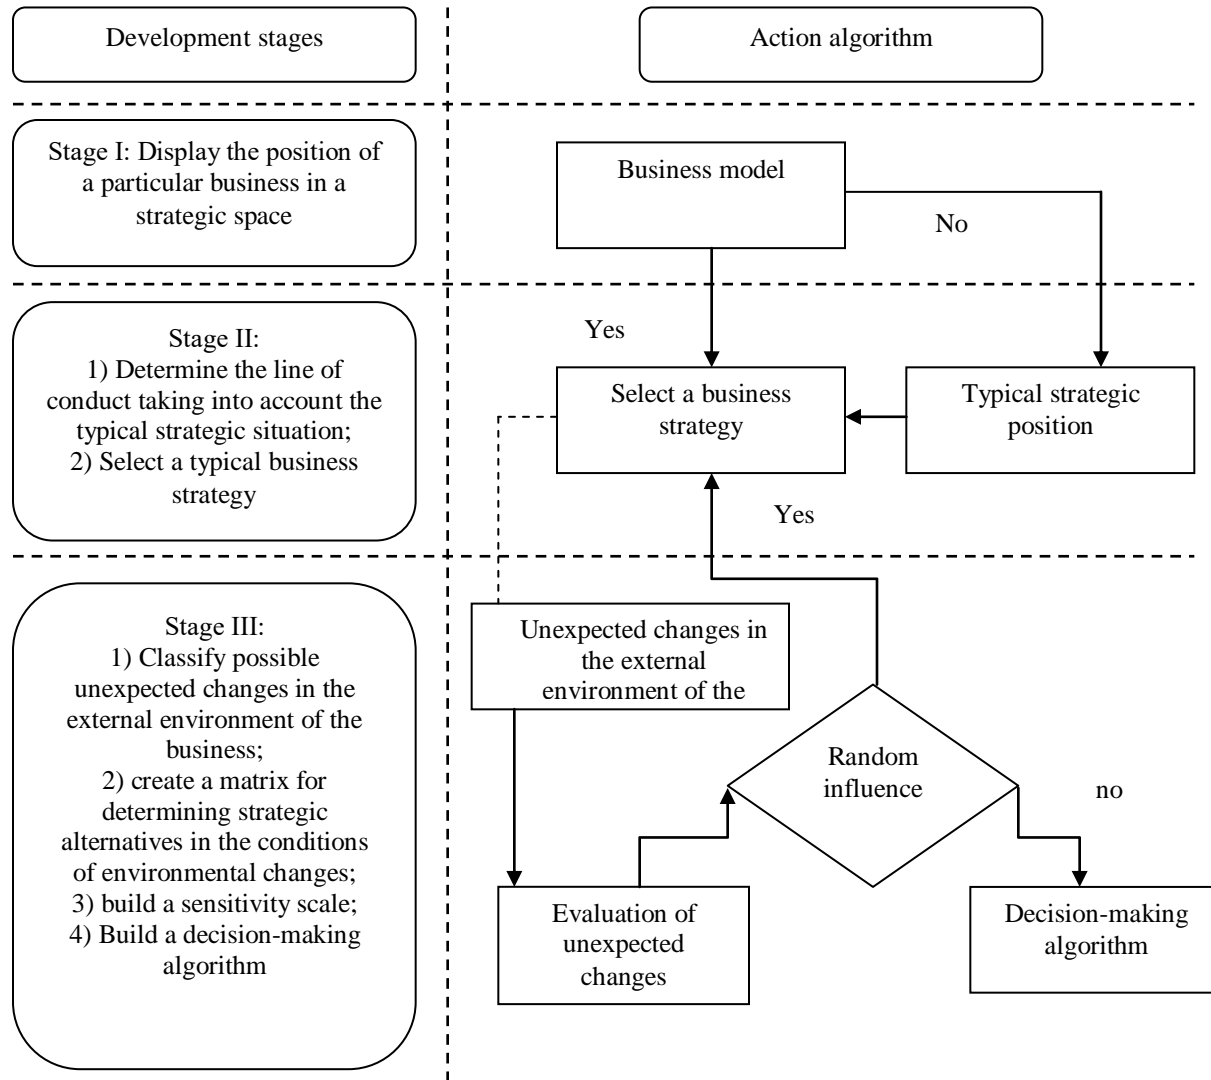 Development stages
Action algorithm
Stage I: Display the position of
a particular business in a
strategic space
Business model
No
Stage II:
1) Determine the line of
conduct taking into account the
typical strategic situation;
2) Select a typical business
strategy
Yes
Select a business
strategy
Typical strategic
position
Yes
Stage III:
1) Classify possible
unexpected changes in the
external environment of the
business;
2) create a matrix for
determining strategic
alternatives in the conditions
of environmental changes;
3) build a sensitivity scale;
4) Build a decision-making
algorithm
Unexpected changes in
the external
environment of the
Random
influence
no
Evaluation of
unexpected
changes
Decision-making
algorithm